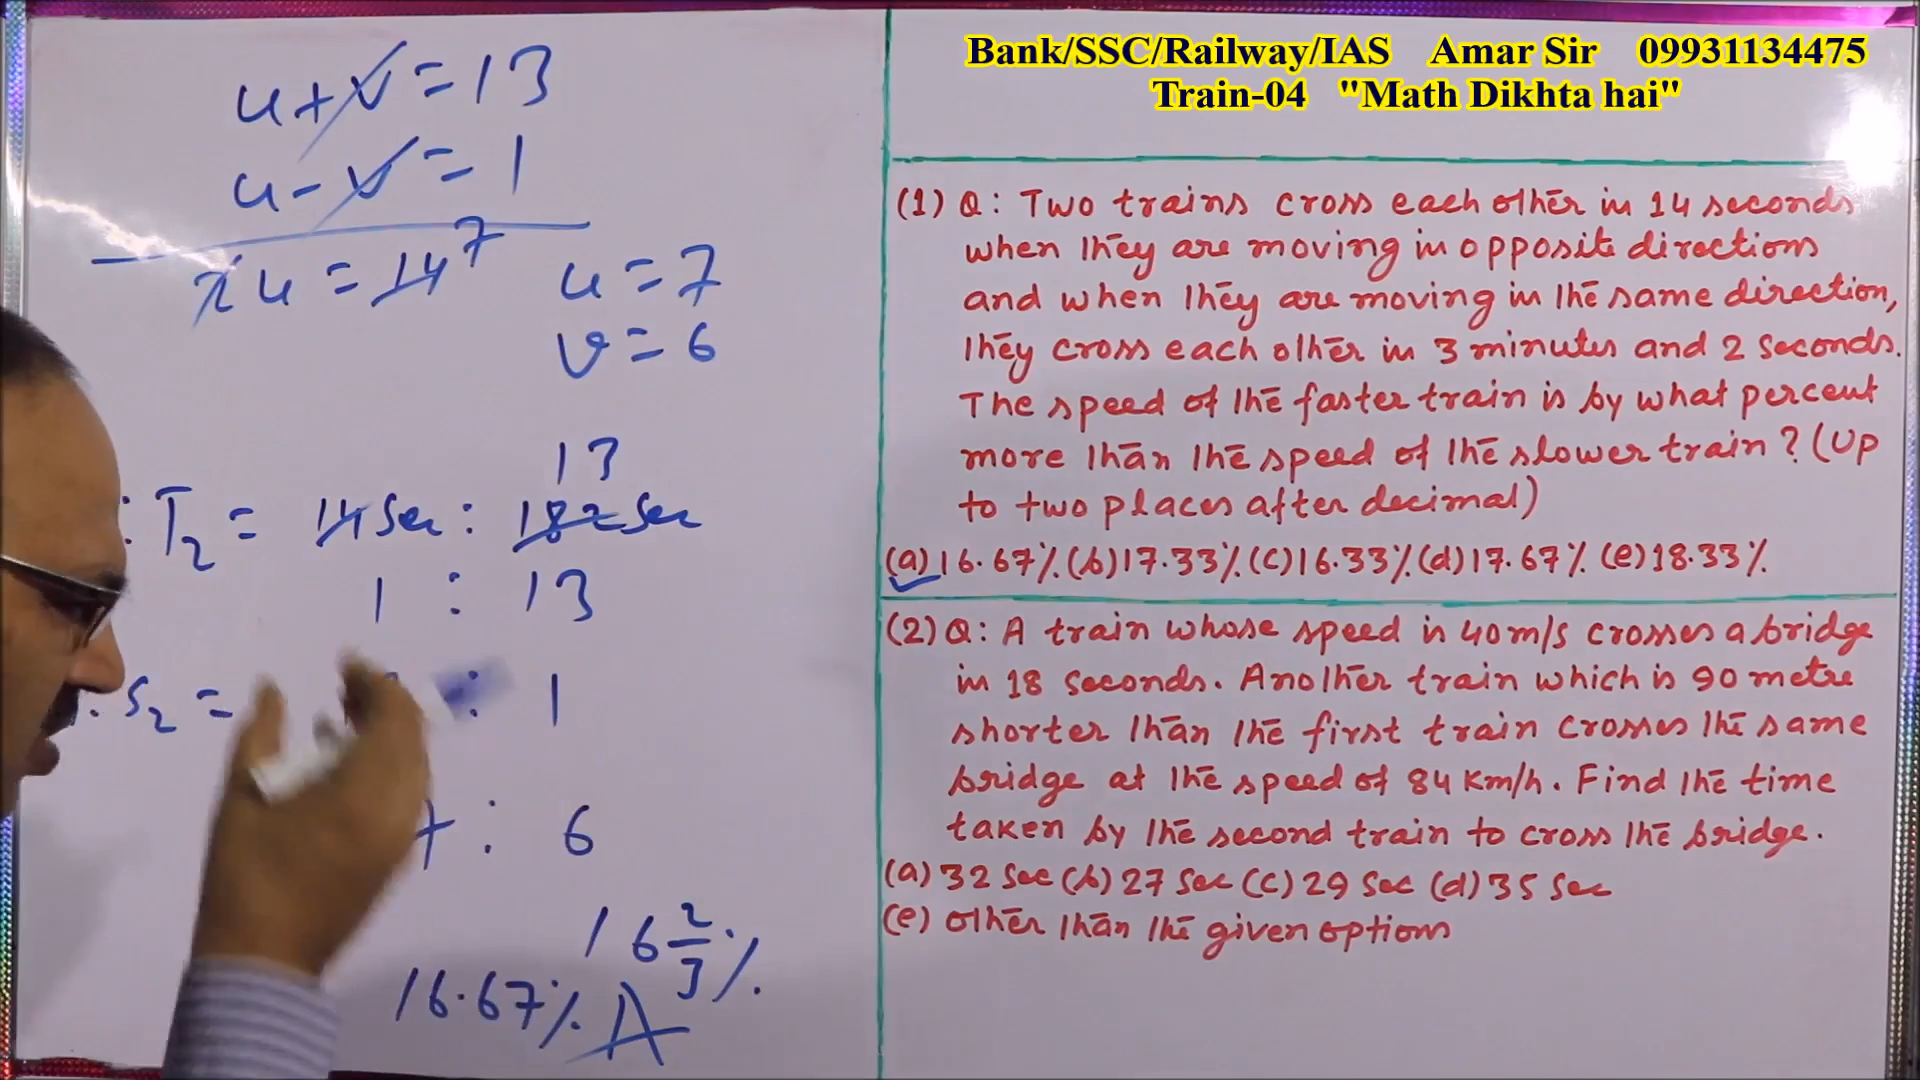 Bank/SSC/Railway/IAS Amar Sir 09931134475
Train-04 "Math Dikhta hai"
u+v=13
u-v=1
2u=14 7
u=7
v=6
13
: T2 = 14 Sec : 182 Sec
1 : 13
S2 = : 1
7 : 6
16 2/3 %
16.67% A
(1) Q: Two trains cross each other in 14 seconds
when they are moving in opposite directions
and when they are moving in the same direction,
they cross each other in 3 minutes and 2 seconds.
The speed of the faster train is by what percent
more than the speed of the slower train? (Up
to two places after decimal)
(a) 16.67% (b) 17.33% (c) 16.33% (d) 17.67% (e) 18.33%
(2) Q: A train whose speed is 40m/s crosses a bridge
in 18 seconds. Another train which is 90 metre
shorter than the first train crosses the same
bridge at the speed of 84 Km/h. Find the time
taken by the second train to cross the bridge.
(a) 32 Sec (b) 27 Sec (c) 29 Sec (d) 35 Sec
(e) other than the given options